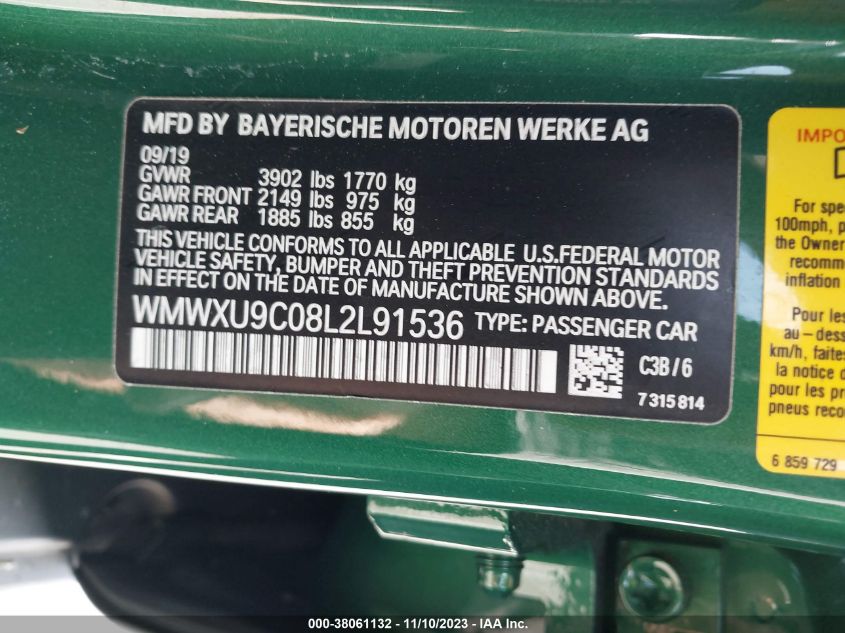 MFD BY BAYERISCHE MOTOREN WERKE AG
09/19
GVWR 3902 lbs 1770 kg
GAWR FRONT 2149 lbs 975 kg
GAWR REAR 1885 lbs 855 kg
THIS VEHICLE CONFORMS TO ALL APPLICABLE U.S.FEDERAL MOTOR
VEHICLE SAFETY, BUMPER AND THEFT PREVENTION STANDARDS
IN EFFECT ON THE DATE OF MANUFACTURE SHOWN ABOVE.
WMWXU9C08L2L91536 TYPE: PASSENGER CAR
C3B/6
7315814
IMPO
For spe
100mph, p
the Owner
recomm
inflation
Pour les
au-dess
km/h, faites
la notice d
pour les pr
pneus reco
6 859 729
000-38061132 - 11/10/2023 - IAA Inc.